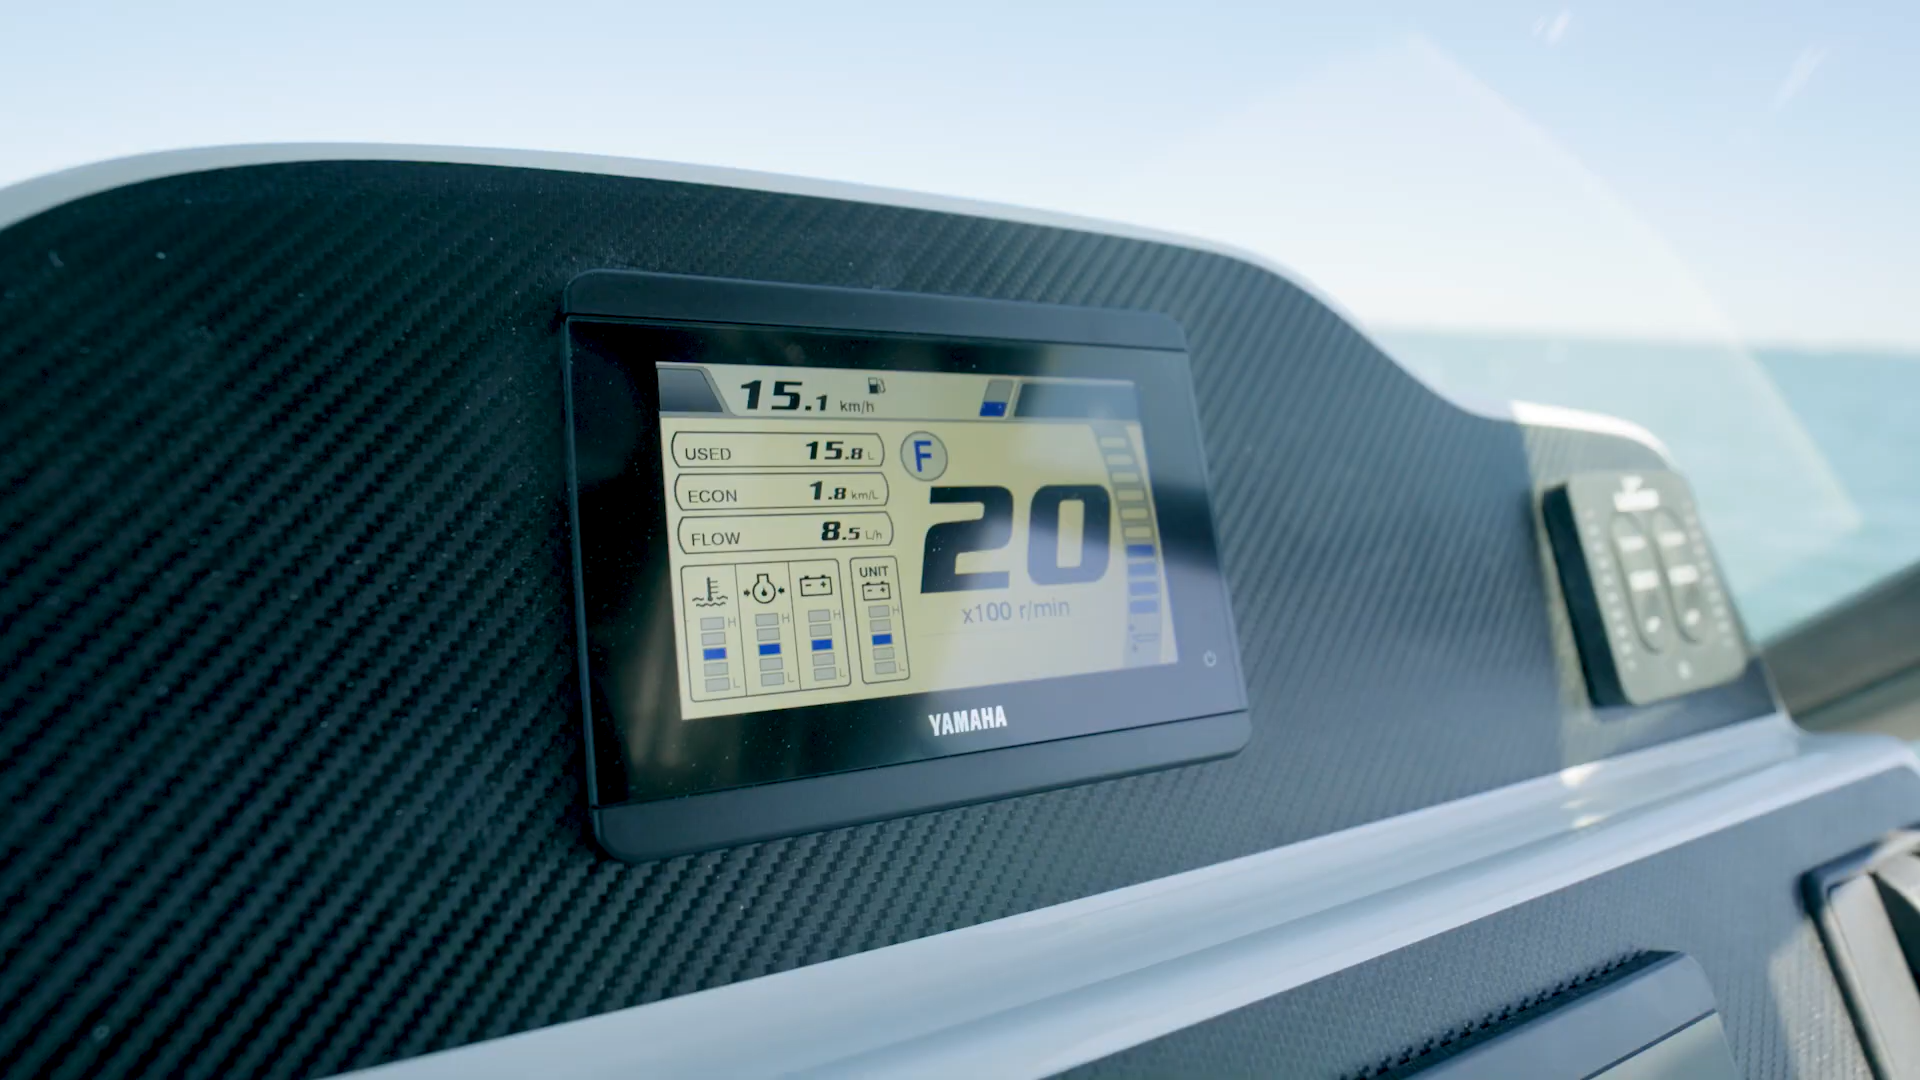 15.1 km/h
USED 15.8 L
F
ECON 1.8 km/L
20
FLOW 8.5 L/h
x100 r/min
UNIT
H H H H
L L L L
YAMAHA